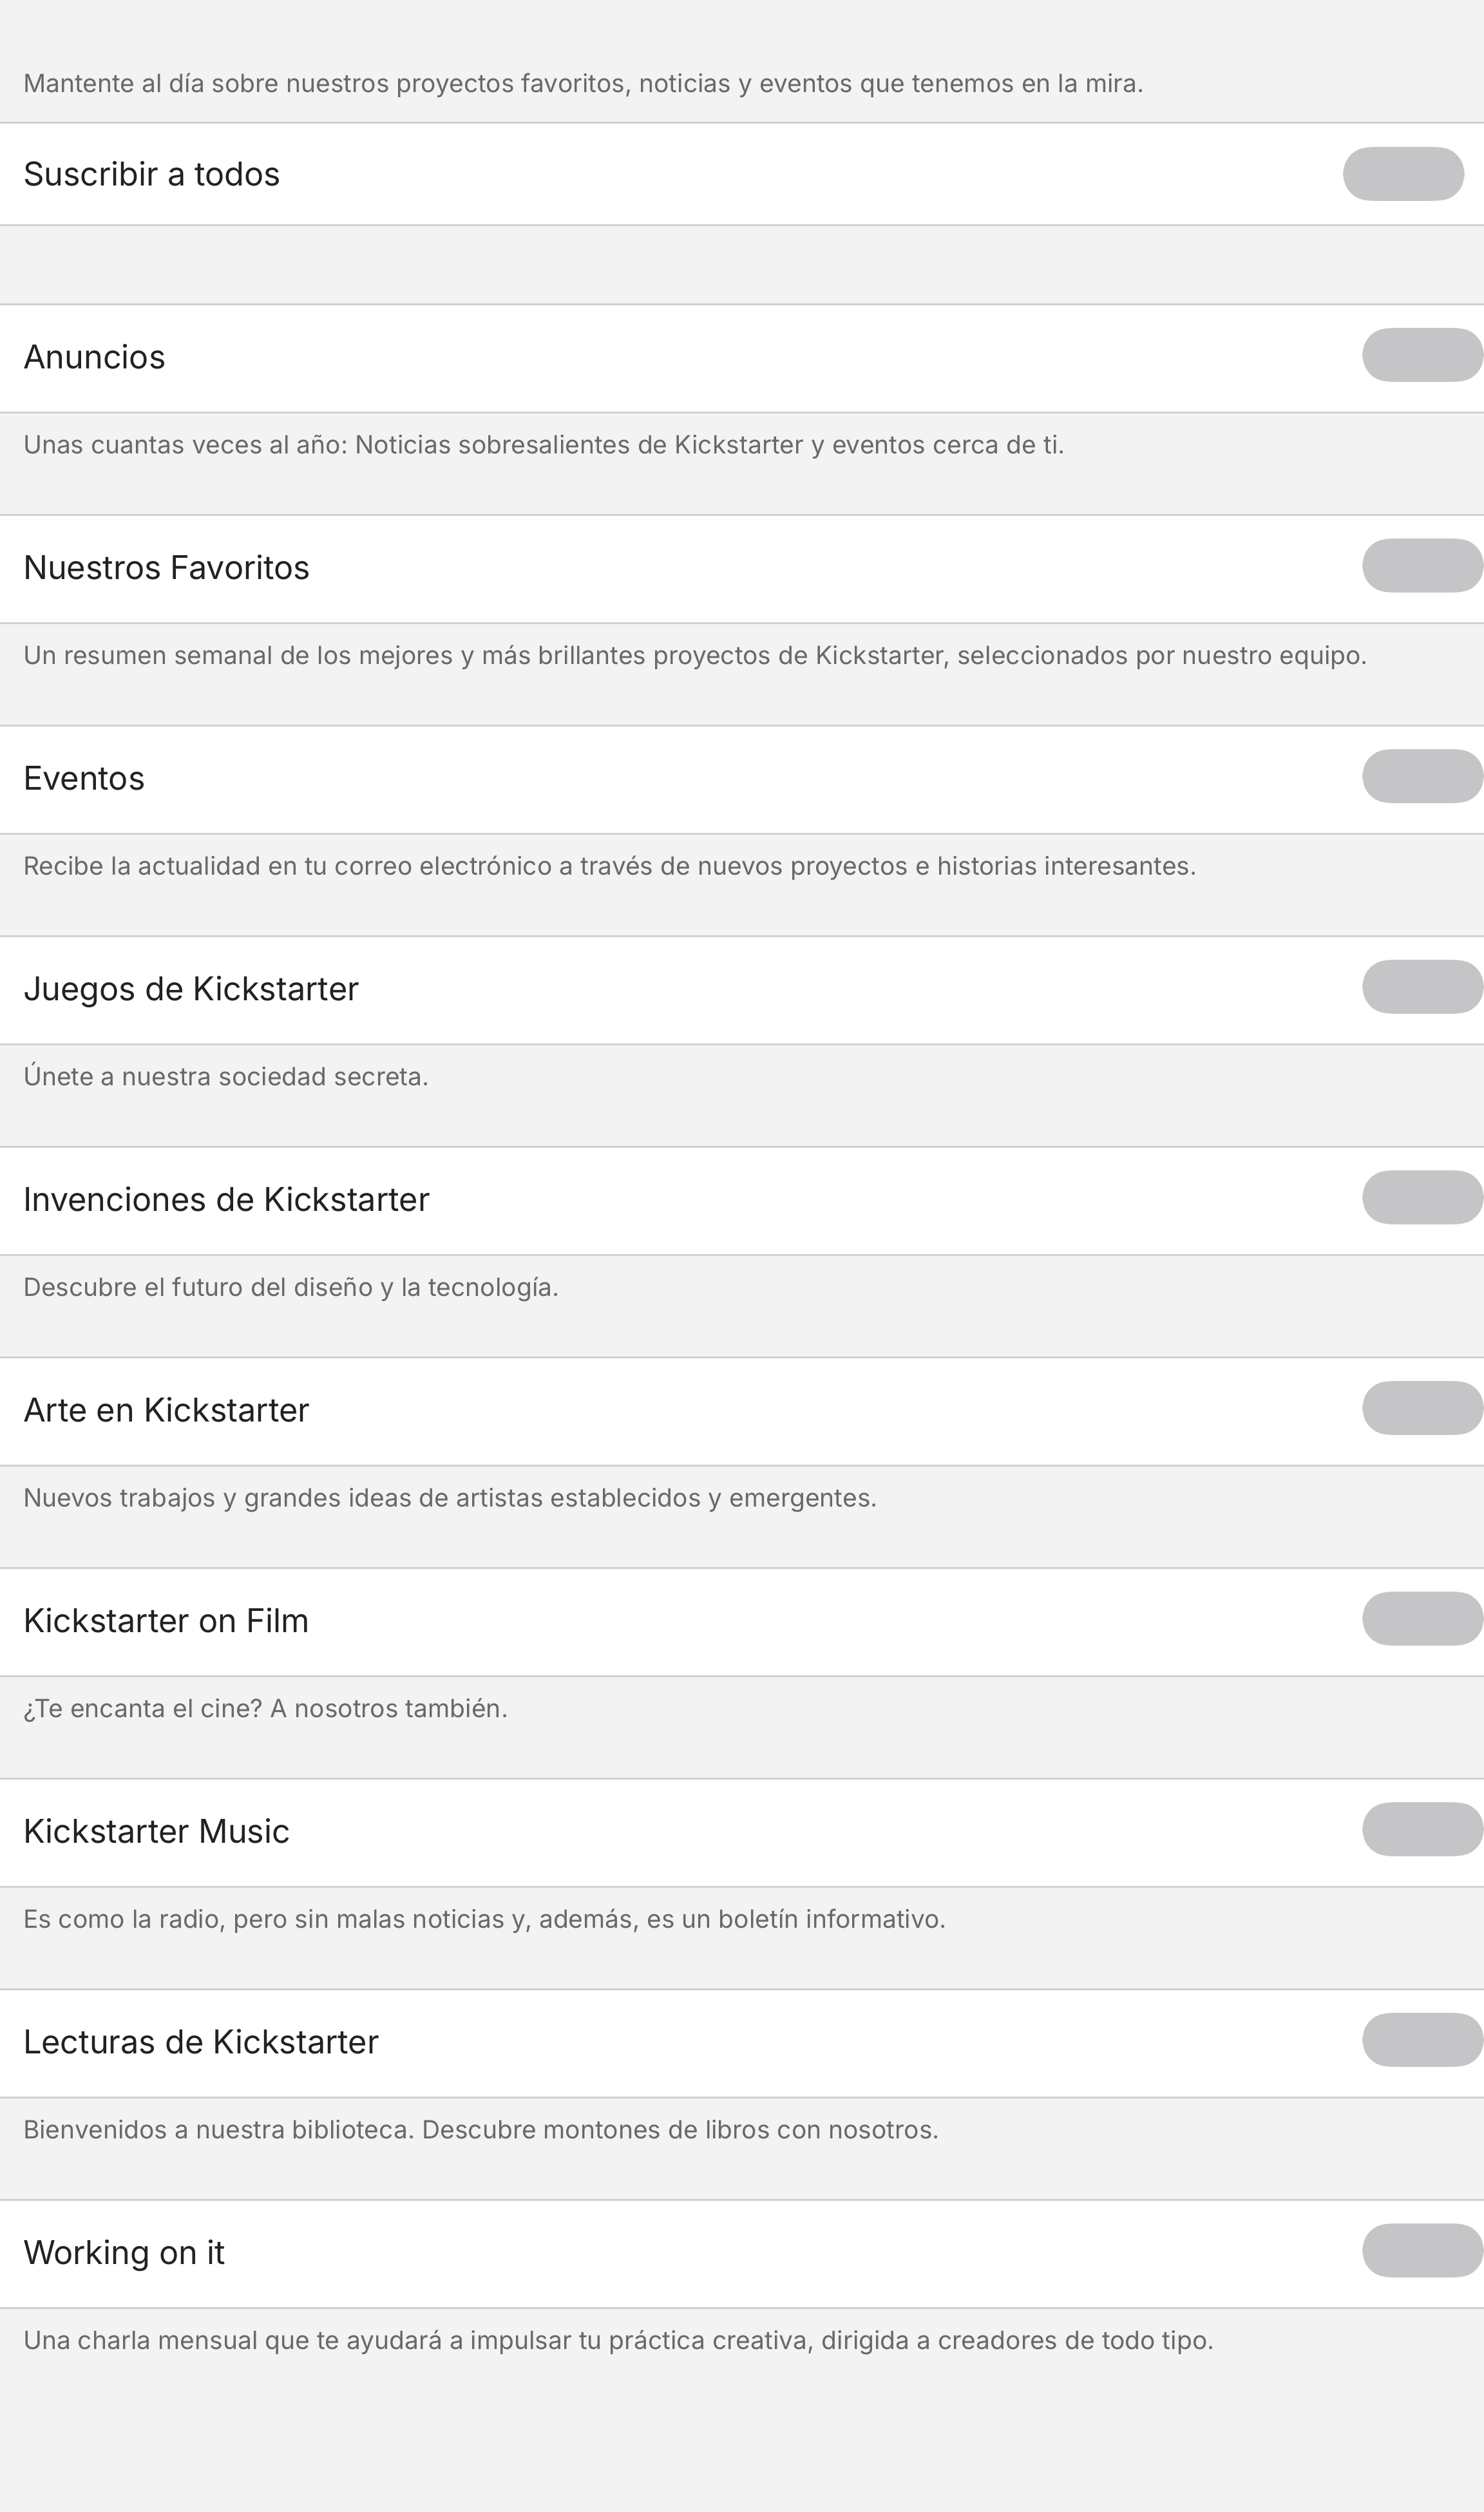 Mantente al día sobre nuestros proyectos favoritos, noticias y eventos que tenemos en la mira.
Suscribir a todos
Anuncios
Unas cuantas veces al año: Noticias sobresalientes de Kickstarter y eventos cerca de ti.
Nuestros Favoritos
Un resumen semanal de los mejores y más brillantes proyectos de Kickstarter, seleccionados por nuestro equipo.
Eventos
Recibe la actualidad en tu correo electrónico a través de nuevos proyectos e historias interesantes.
Juegos de Kickstarter
Únete a nuestra sociedad secreta.
Invenciones de Kickstarter
Descubre el futuro del diseño y la tecnología.
Arte en Kickstarter
Nuevos trabajos y grandes ideas de artistas establecidos y emergentes.
Kickstarter on Film
¿Te encanta el cine? A nosotros también.
Kickstarter Music
Es como la radio, pero sin malas noticias y, además, es un boletín informativo.
Lecturas de Kickstarter
Bienvenidos a nuestra biblioteca. Descubre montones de libros con nosotros.
Working on it
Una charla mensual que te ayudará a impulsar tu práctica creativa, dirigida a creadores de todo tipo.